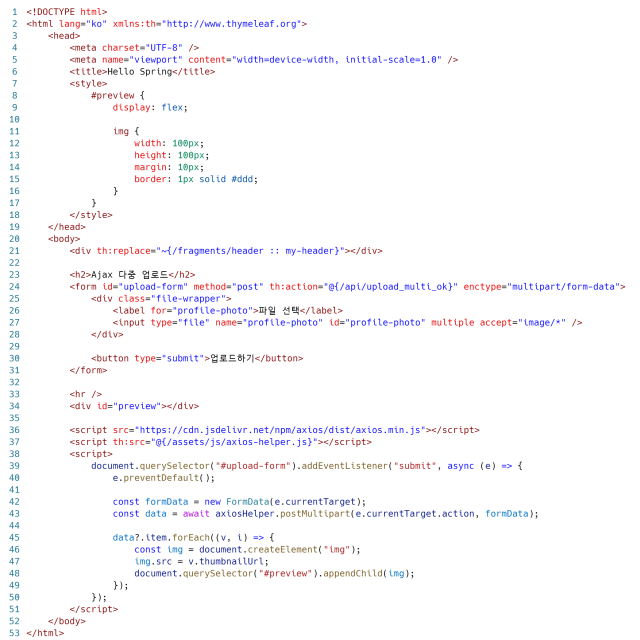 1 <!DOCTYPE html>
2 <html lang="ko" xmlns:th="http://www.thymeleaf.org">
3     <head>
4         <meta charset="UTF-8" />
5         <meta name="viewport" content="width=device-width, initial-scale=1.0" />
6         <title>Hello Spring</title>
7         <style>
8             #preview {
9                 display: flex;
10
11                 img {
12                     width: 100px;
13                     height: 100px;
14                     margin: 10px;
15                     border: 1px solid #ddd;
16                 }
17             }
18         </style>
19     </head>
20     <body>
21         <div th:replace="~{/fragments/header :: my-header}"></div>
22
23         <h2>Ajax 다중 업로드</h2>
24         <form id="upload-form" method="post" th:action="@{/api/upload_multi_ok}" enctype="multipart/form-data">
25             <div class="file-wrapper">
26                 <label for="profile-photo">파일 선택</label>
27                 <input type="file" name="profile-photo" id="profile-photo" multiple accept="image/*" />
28             </div>
29
30             <button type="submit">업로드하기</button>
31         </form>
32
33         <hr />
34         <div id="preview"></div>
35
36         <script src="https://cdn.jsdelivr.net/npm/axios/dist/axios.min.js"></script>
37         <script th:src="@{/assets/js/axios-helper.js}"></script>
38         <script>
39             document.querySelector("#upload-form").addEventListener("submit", async (e) => {
40                 e.preventDefault();
41
42                 const formData = new FormData(e.currentTarget);
43                 const data = await axiosHelper.postMultipart(e.currentTarget.action, formData);
44
45                 data?.item.forEach((v, i) => {
46                     const img = document.createElement("img");
47                     img.src = v.thumbnailUrl;
48                     document.querySelector("#preview").appendChild(img);
49                 });
50             });
51         </script>
52     </body>
53 </html>